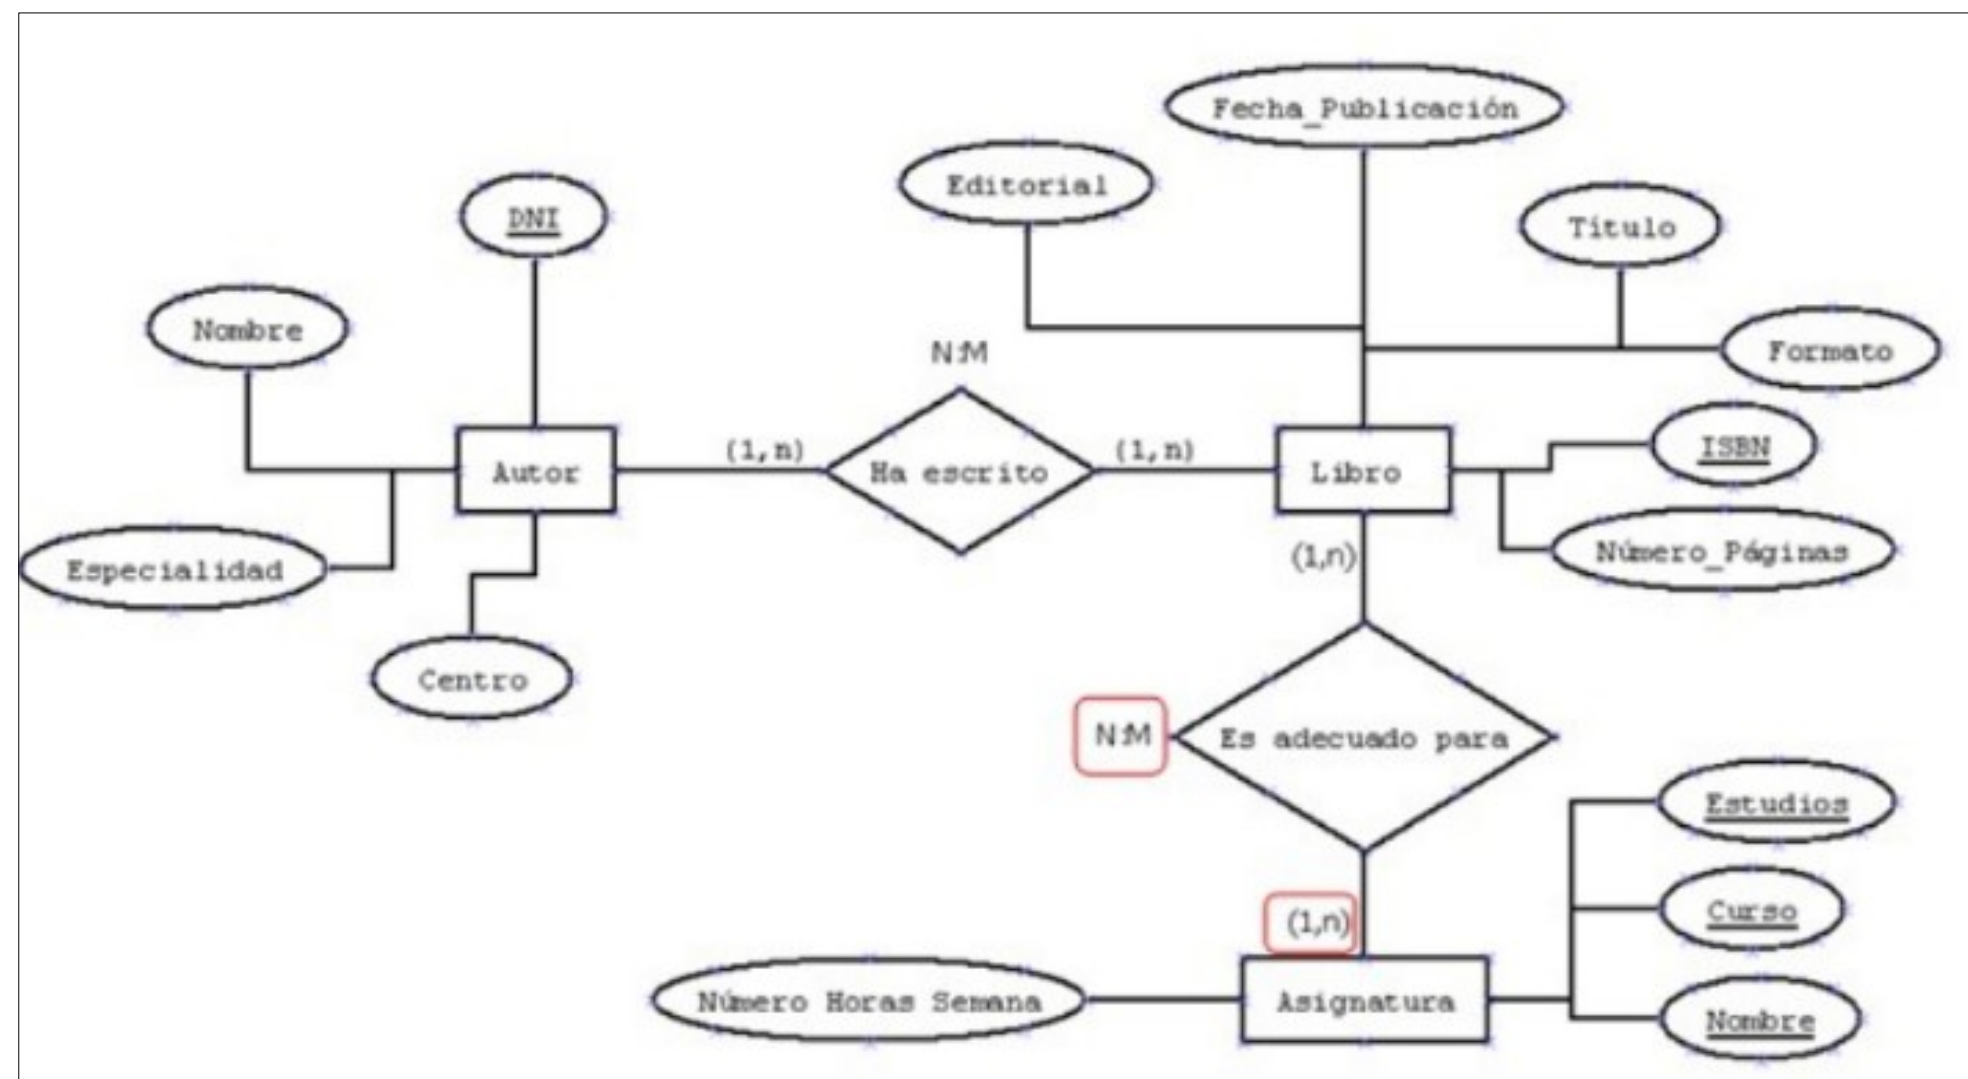 Fecha_Publicación
Editorial
DNI
Título
Nombre
N:M
Formato
Autor
(1,n)
Ha escrito
(1,n)
Libro
ISBN
Número_Páginas
(1,n)
Especialidad
Centro
N:M
Es adecuado para
Estudios
(1,n)
Curso
Número Horas Semana
Asignatura
Nombre